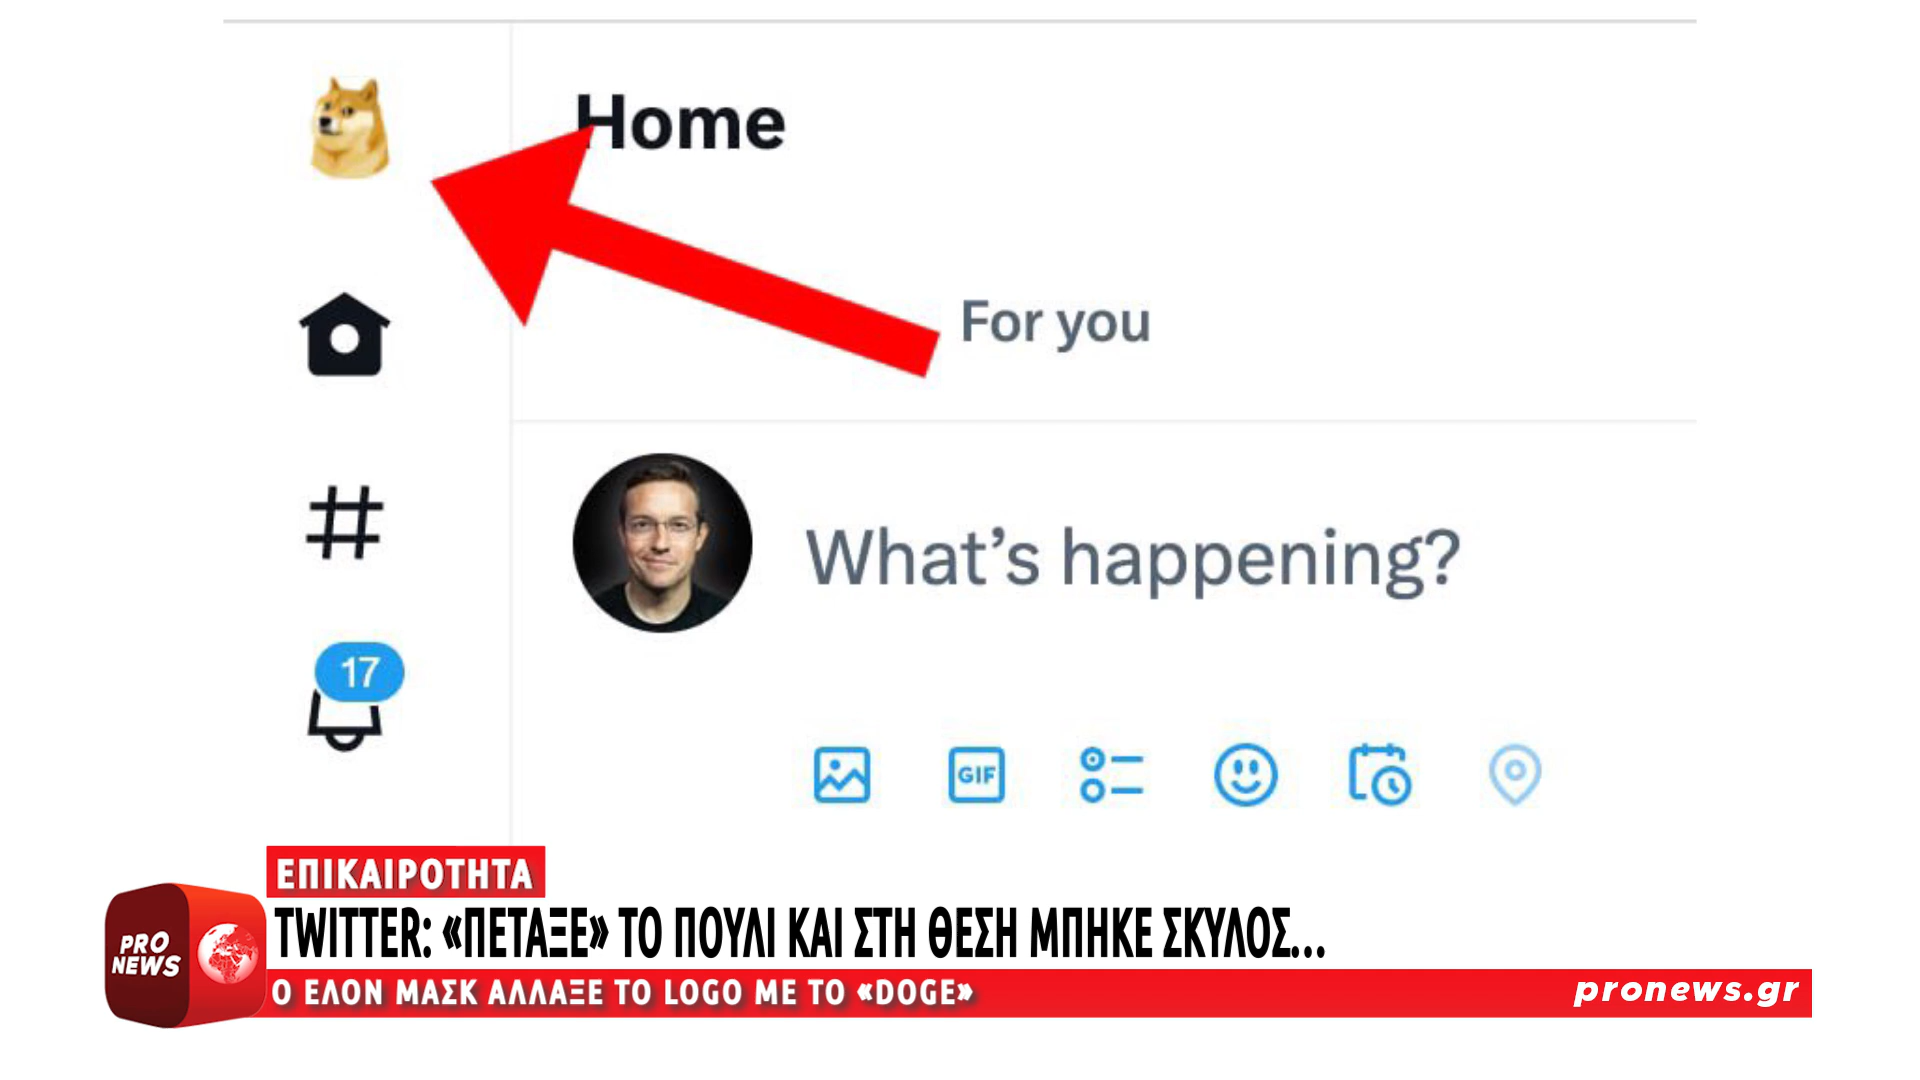 Home
For you
What’s happening?
17
GIF
ΕΠΙΚΑΙΡΟΤΗΤΑ
TWITTER: «ΠΕΤΑΞΕ» ΤΟ ΠΟΥΛΙ ΚΑΙ ΣΤΗ ΘΕΣΗ ΜΠΗΚΕ ΣΚΥΛΟΣ...
PRO
NEWS
Ο ΕΛΟΝ ΜΑΣΚ ΑΛΛΑΞΕ ΤΟ LOGO ΜΕ ΤΟ «DOGE»
pronews.gr